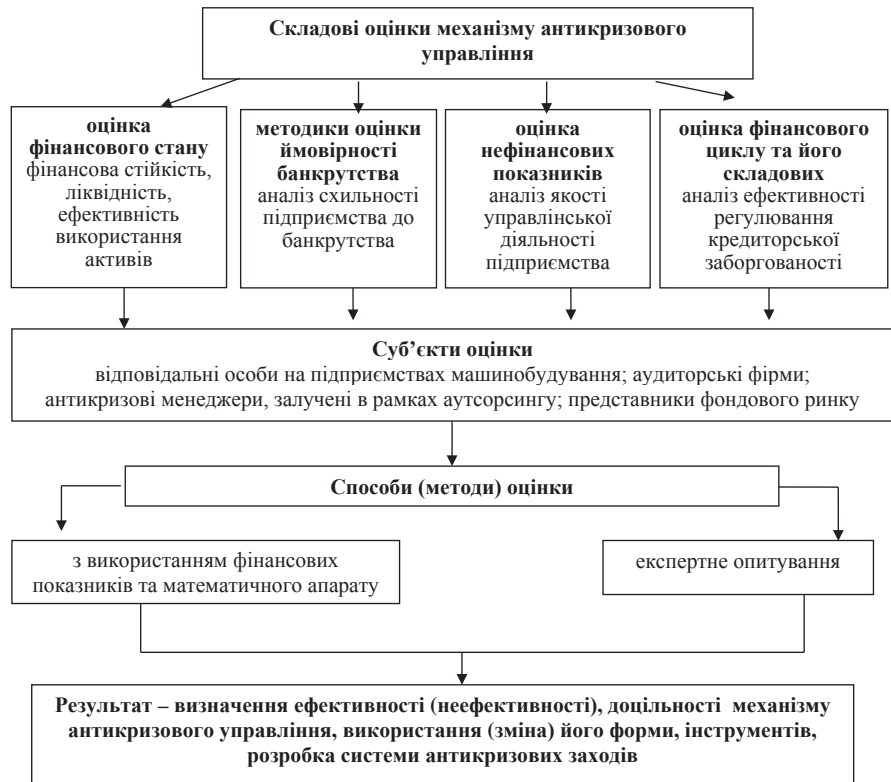 Складові оцінки механізму антикризового
управління
оцінка
фінансового стану
фінансова стійкість,
ліквідність,
ефективність
використання
активів
методики оцінки
ймовірності
банкрутства
аналіз схильності
підприємства до
банкрутства
оцінка
нефінансових
показників
аналіз якості
управлінської
діяльності
підприємства
оцінка фінансового
циклу та його
складових
аналіз ефективності
регулювання
кредиторської
заборгованості
Суб’єкти оцінки
відповідальні особи на підприємствах машинобудування; аудиторські фірми;
антикризові менеджери, залучені в рамках аутсорсингу; представники фондового ринку
Способи (методи) оцінки
з використанням фінансових
показників та математичного апарату
експертне опитування
Результат – визначення ефективності (неефективності), доцільності механізму
антикризового управління, використання (зміна) його форми, інструментів,
розробка системи антикризових заходів